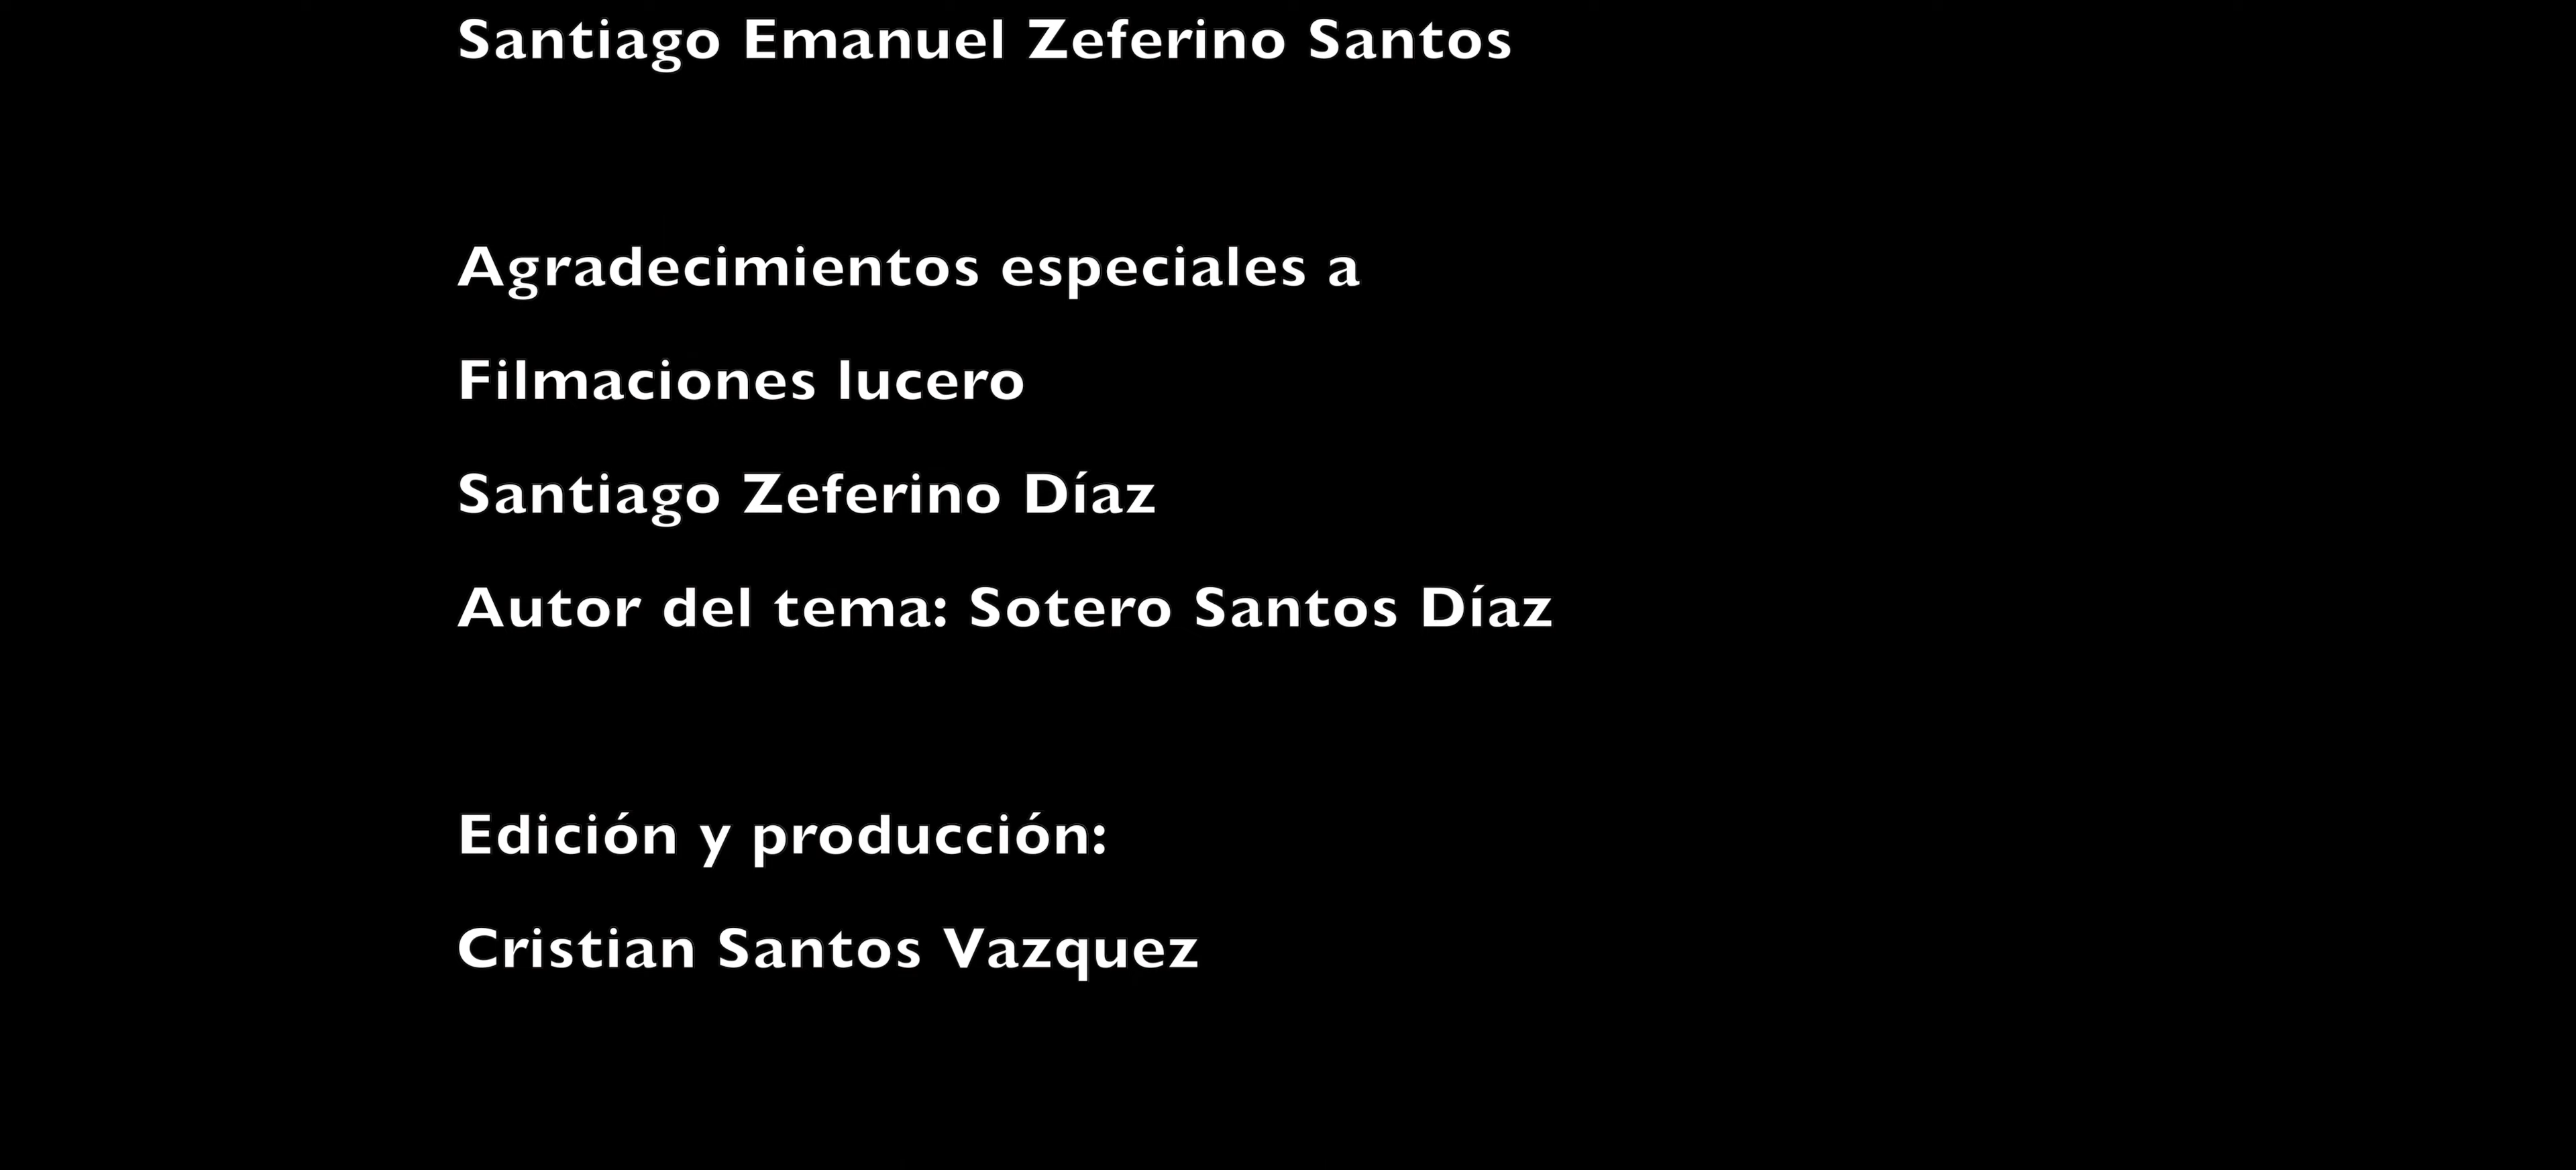 Santiago Emanuel Zeferino Santos
Agradecimientos especiales a
Filmaciones lucero
Santiago Zeferino Díaz
Autor del tema: Sotero Santos Díaz
Edición y producción:
Cristian Santos Vazquez